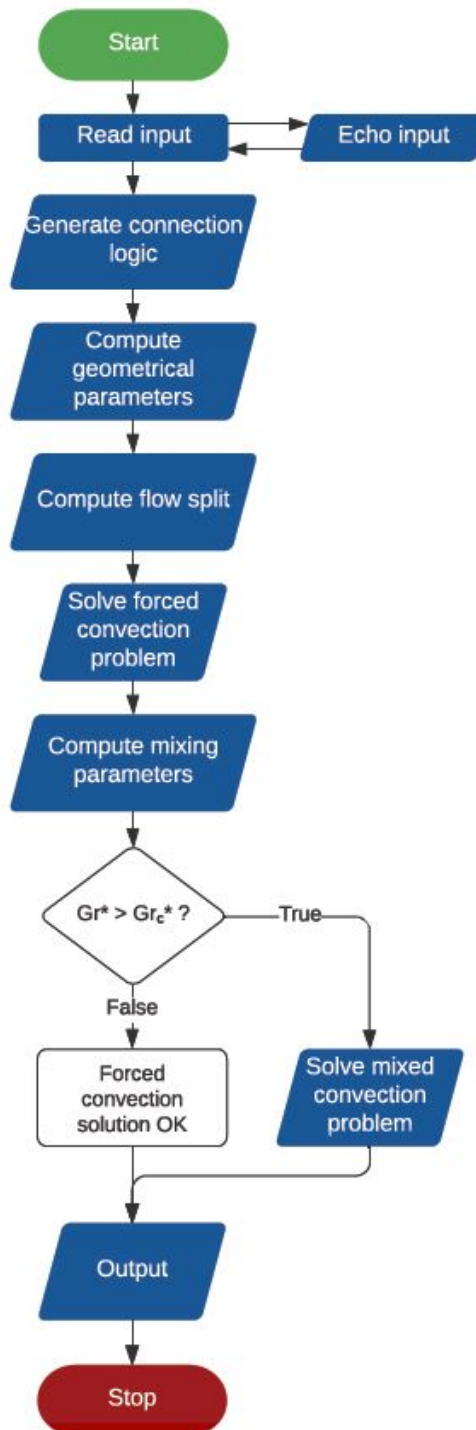 Start
Read input
Echo input
Generate connection
logic
Compute
geometrical
parameters
Compute flow split
Solve forced
convection
problem
Compute mixing
parameters
Gr* > Grc* ?
True
False
Forced
convection
solution OK
Solve mixed
convection
problem
Output
Stop